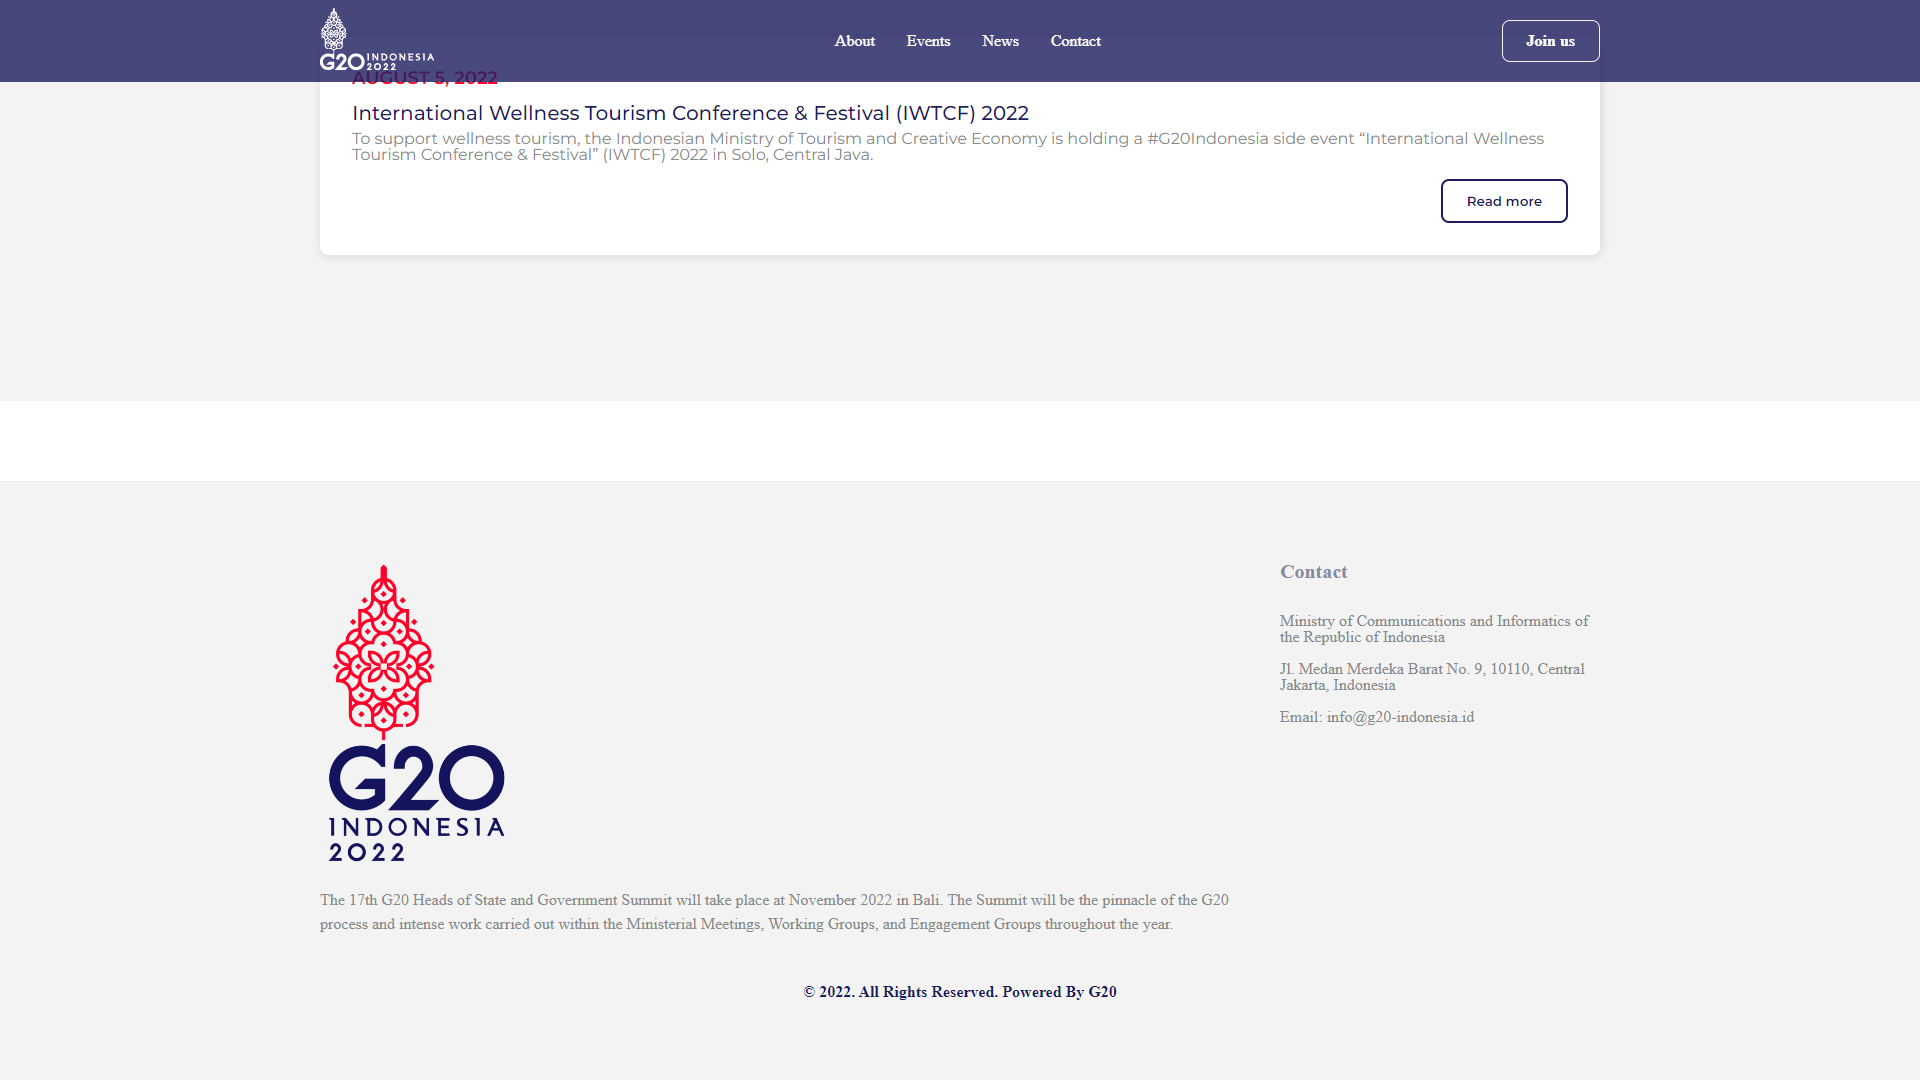 G20 INDONESIA
2022
About
Events
News
Contact
Join us
AUGUST 5, 2022
International Wellness Tourism Conference & Festival (IWTCF) 2022
To support wellness tourism, the Indonesian Ministry of Tourism and Creative Economy is holding a #G20Indonesia side event “International Wellness
Tourism Conference & Festival” (IWTCF) 2022 in Solo, Central Java.
Read more
G20
INDONESIA
2022
The 17th G20 Heads of State and Government Summit will take place at November 2022 in Bali. The Summit will be the pinnacle of the G20
process and intense work carried out within the Ministerial Meetings, Working Groups, and Engagement Groups throughout the year.
Contact
Ministry of Communications and Informatics of
the Republic of Indonesia
Jl. Medan Merdeka Barat No. 9, 10110, Central
Jakarta, Indonesia
Email: info@g20-indonesia.id
© 2022. All Rights Reserved. Powered By G20